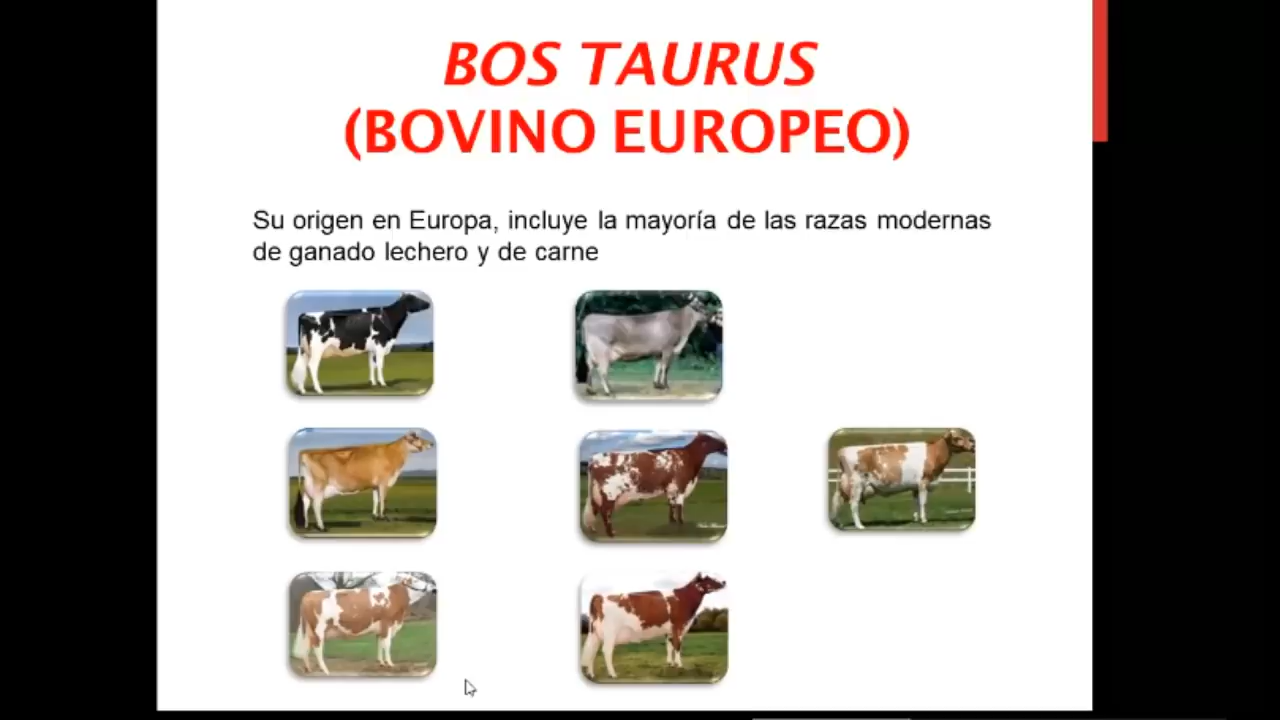 BOS TAURUS
(BOVINO EUROPEO)
Su origen en Europa, incluye la mayoría de las razas modernas
de ganado lechero y de carne